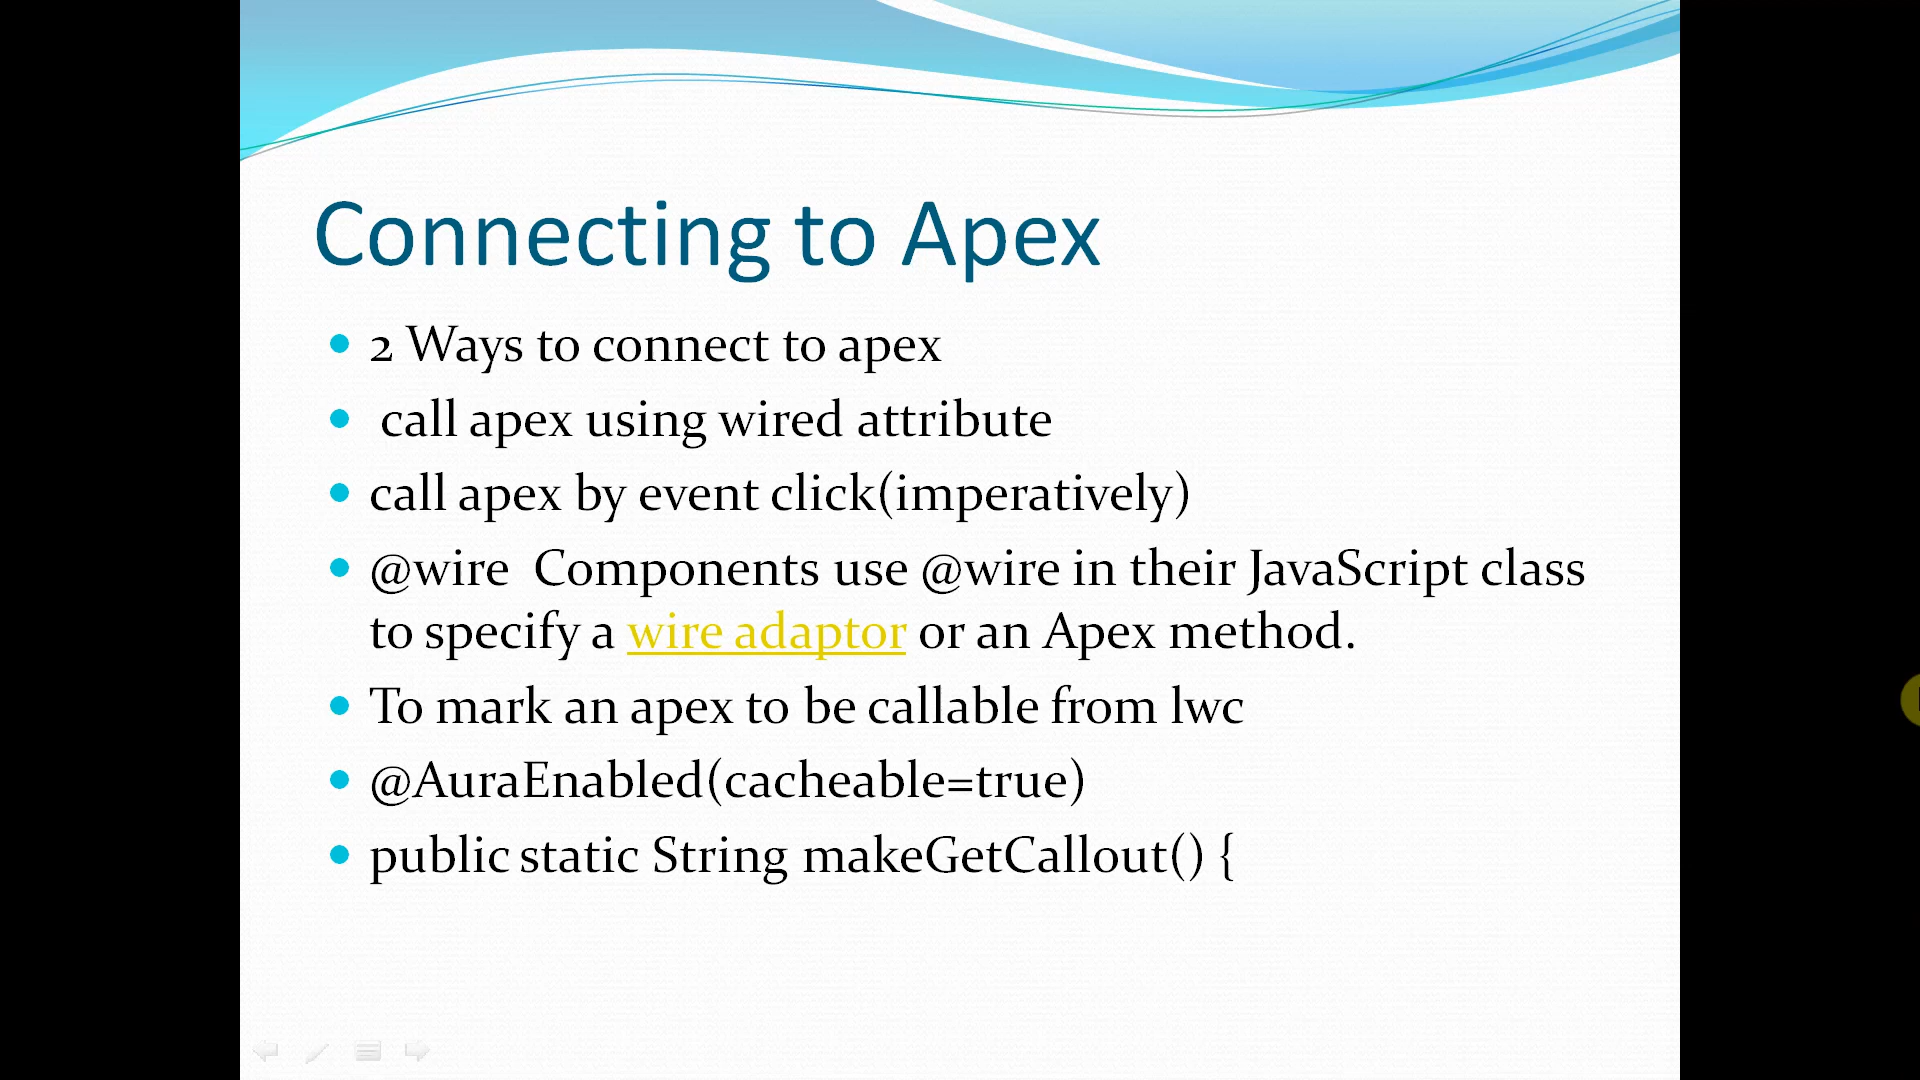 Connecting to Apex
2 Ways to connect to apex
call apex using wired attribute
call apex by event click(imperatively)
@wire  Components use @wire in their JavaScript class
to specify a wire adaptor or an Apex method.
To mark an apex to be callable from lwc
@AuraEnabled(cacheable=true)
public static String makeGetCallout() {